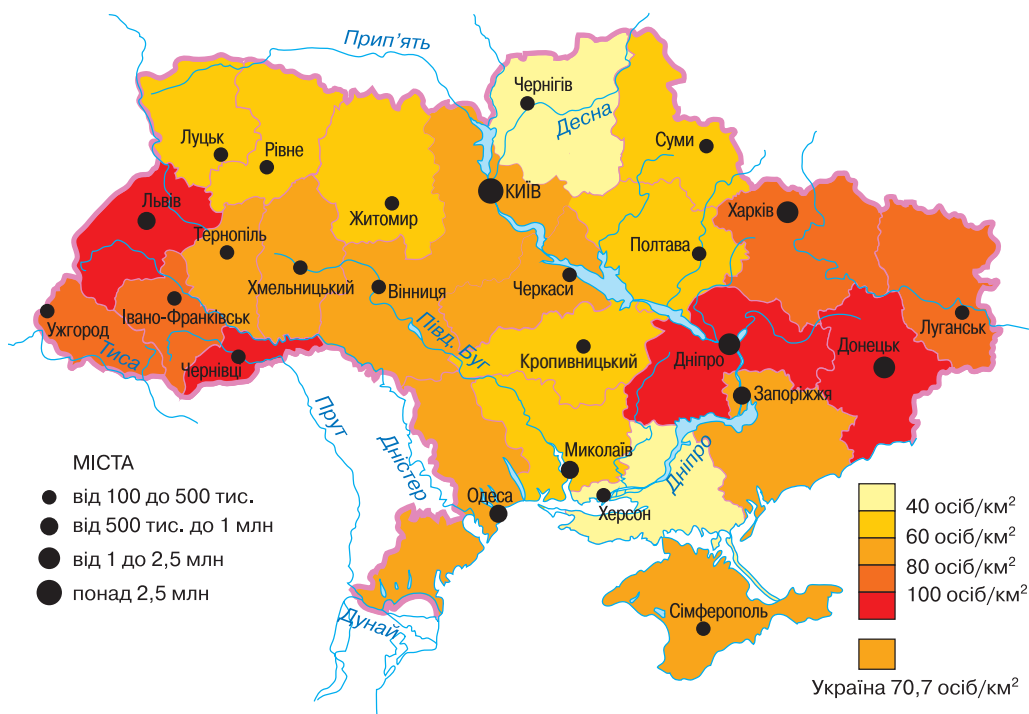 Прип’ять
Чернігів
Десна
Луцьк
Рівне
Суми
КИЇВ
Львів
Житомир
Харків
Тернопіль
Полтава
Хмельницький
Вінниця
Черкаси
Ужгород
Івано-Франківськ
Луганськ
Тиса
Чернівці
Півд. Буг
Кропивницький
Дніпро
Донецьк
Запоріжжя
Прут
Дністер
Миколаїв
Дніпро
Одеса
Херсон
Сімферополь
Дунай
МІСТА
від 100 до 500 тис.
від 500 тис. до 1 млн
від 1 до 2,5 млн
понад 2,5 млн
40 осіб/км²
60 осіб/км²
80 осіб/км²
100 осіб/км²
Україна 70,7 осіб/км²